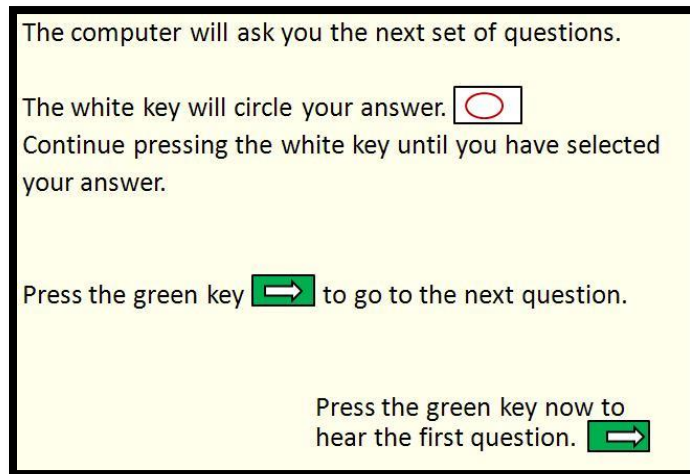 The computer will ask you the next set of questions.
The white key will circle your answer.
Continue pressing the white key until you have selected
your answer.
Press the green key to go to the next question.
Press the green key now to
hear the first question.